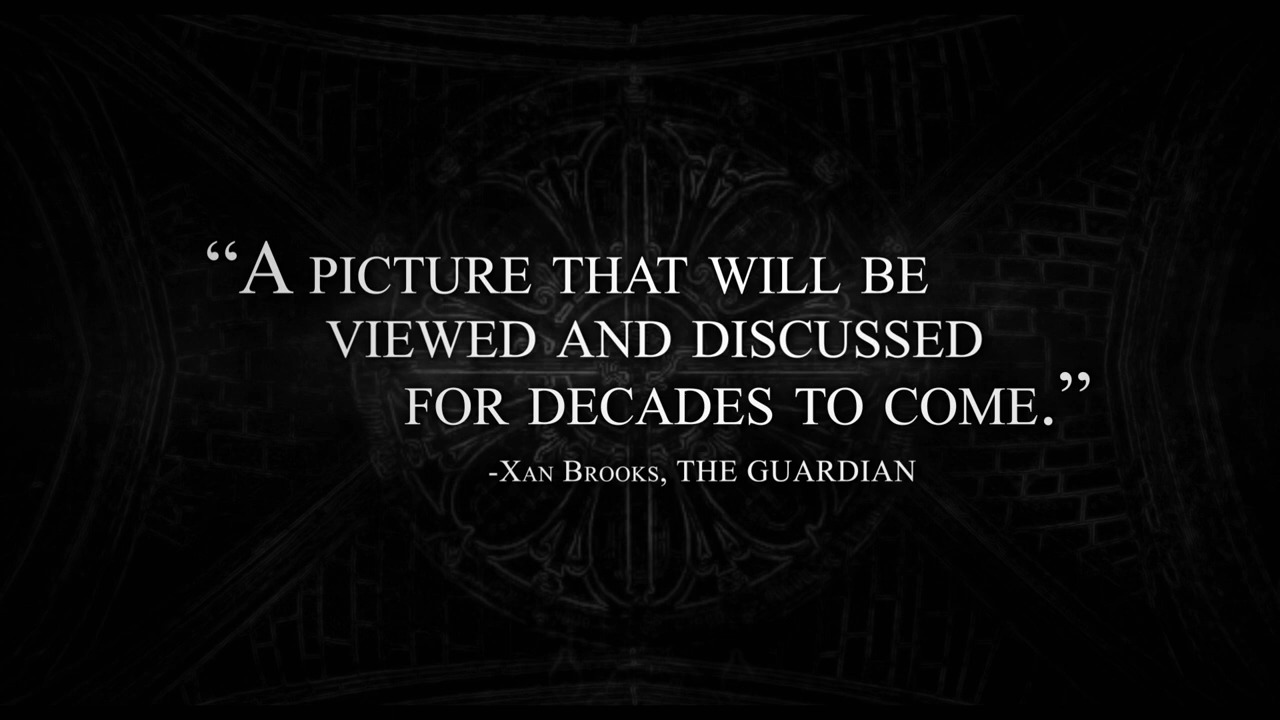 “A PICTURE THAT WILL BE
VIEWED AND DISCUSSED
FOR DECADES TO COME.”
-XAN BROOKS, THE GUARDIAN